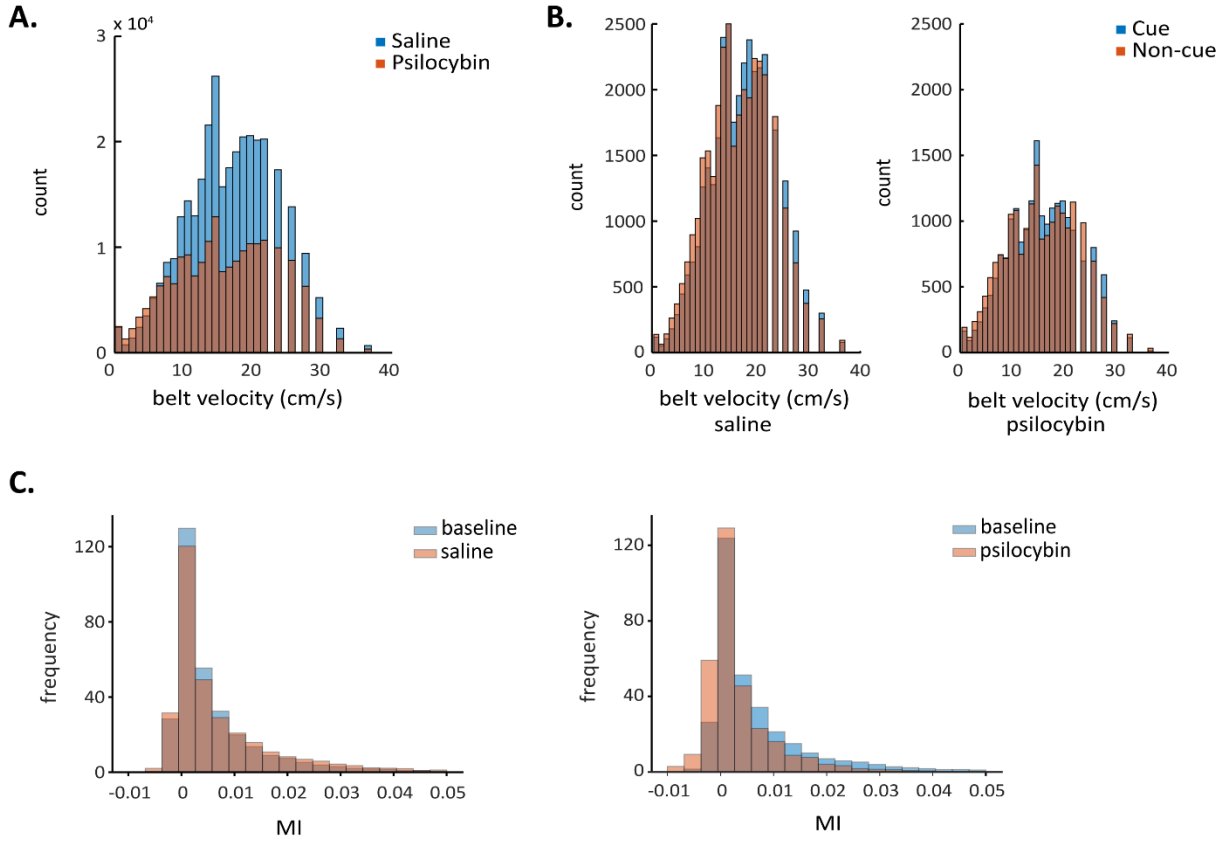 A.
x 10⁴
3
2
1
0
count
0 10 20 30 40
belt velocity (cm/s)
Saline
Psilocybin
B.
2500
2000
1500
1000
500
0
count
0 10 20 30 40
belt velocity (cm/s)
saline
2500
2000
1500
1000
500
0
count
0 10 20 30 40
belt velocity (cm/s)
psilocybin
Cue
Non-cue
C.
120
80
40
0
frequency
-0.01 0 0.01 0.02 0.03 0.04 0.05
MI
baseline
saline
120
80
40
0
frequency
-0.01 0 0.01 0.02 0.03 0.04 0.05
MI
baseline
psilocybin